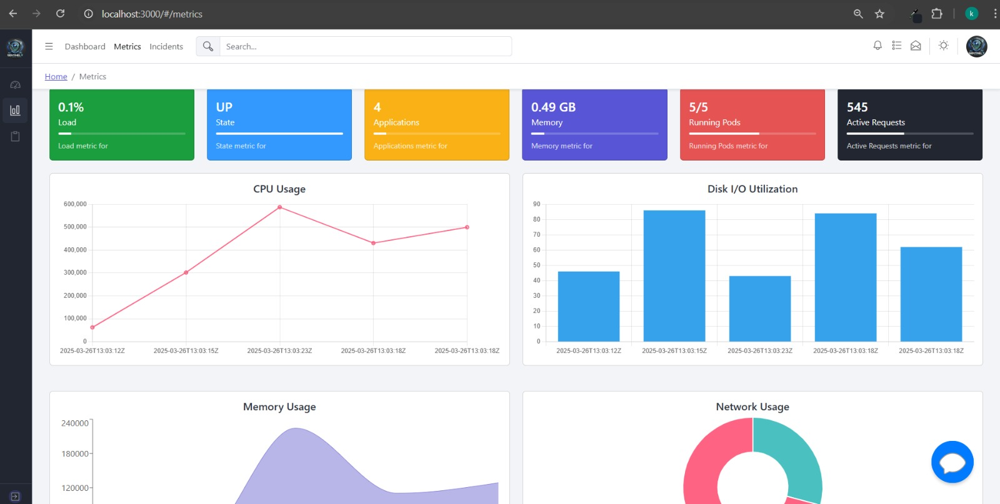 localhost:3000/#/metrics
k
SENTINELY
Dashboard Metrics Incidents
Search...
SENTINELY
Home / Metrics
0.1%
Load
Load metric for
UP
State
State metric for
4
Applications
Applications metric for
0.49 GB
Memory
Memory metric for
5/5
Running Pods
Running Pods metric for
545
Active Requests
Active Requests metric for
CPU Usage
600,000
500,000
400,000
300,000
200,000
100,000
0
2025-03-26T13:03:12Z 2025-03-26T13:03:15Z 2025-03-26T13:03:23Z 2025-03-26T13:03:18Z 2025-03-26T13:03:18Z
Disk I/O Utilization
90
80
70
60
50
40
30
20
10
0
2025-03-26T13:03:12Z 2025-03-26T13:03:15Z 2025-03-26T13:03:23Z 2025-03-26T13:03:18Z 2025-03-26T13:03:18Z
Memory Usage
240000
180000
120000
Network Usage